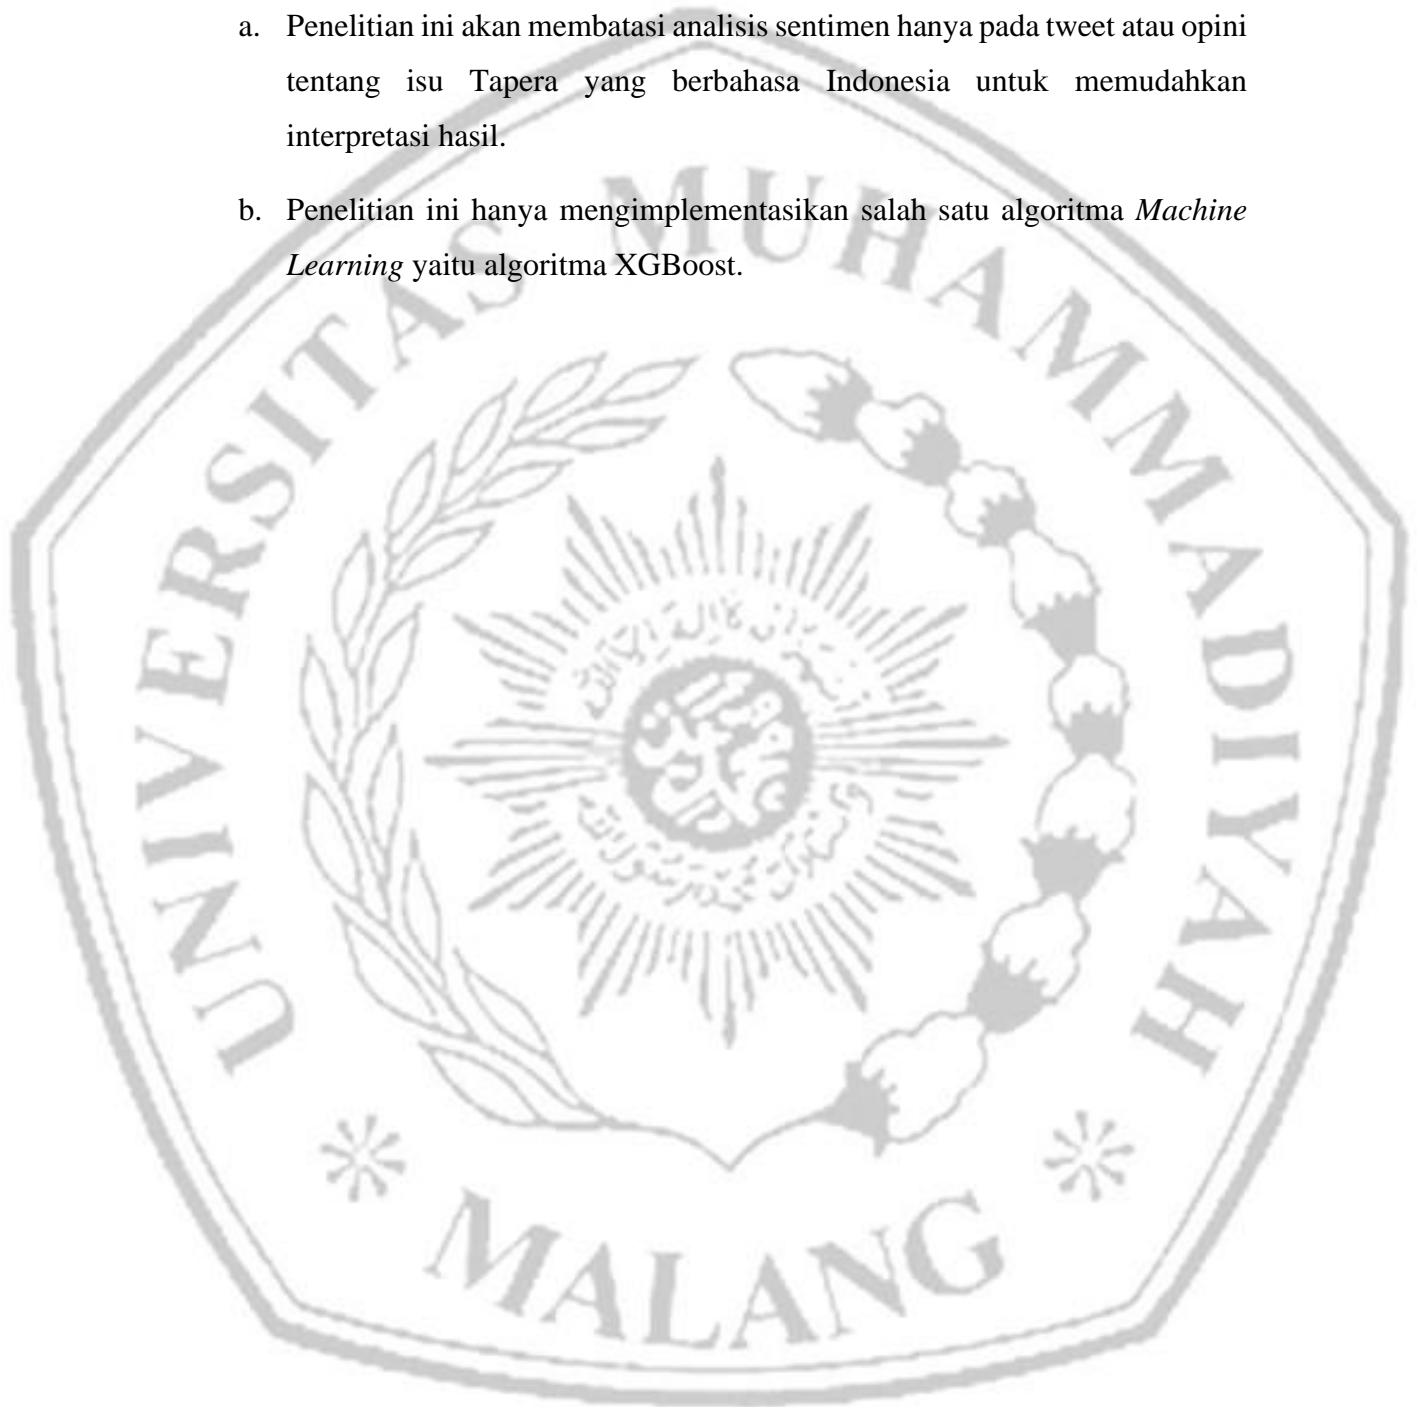 a. Penelitian ini akan membatasi analisis sentimen hanya pada tweet atau opini
tentang isu Tapera yang berbahasa Indonesia untuk memudahkan
interpretasi hasil.
b. Penelitian ini hanya mengimplementasikan salah satu algoritma Machine
Learning yaitu algoritma XGBoost.
UNIVERSITAS MUHAMMADIYAH
MALANG